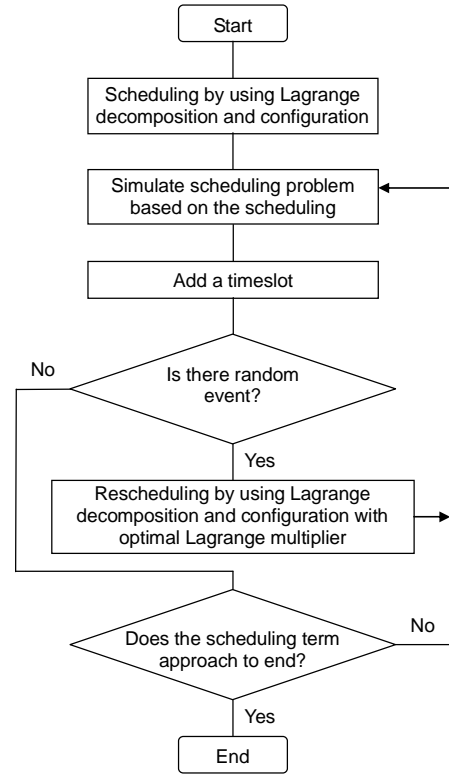 Start
Scheduling by using Lagrange
decomposition and configuration
Simulate scheduling problem
based on the scheduling
Add a timeslot
No
Is there random
event?
Yes
Rescheduling by using Lagrange
decomposition and configuration with
optimal Lagrange multiplier
Does the scheduling term
approach to end?
No
Yes
End